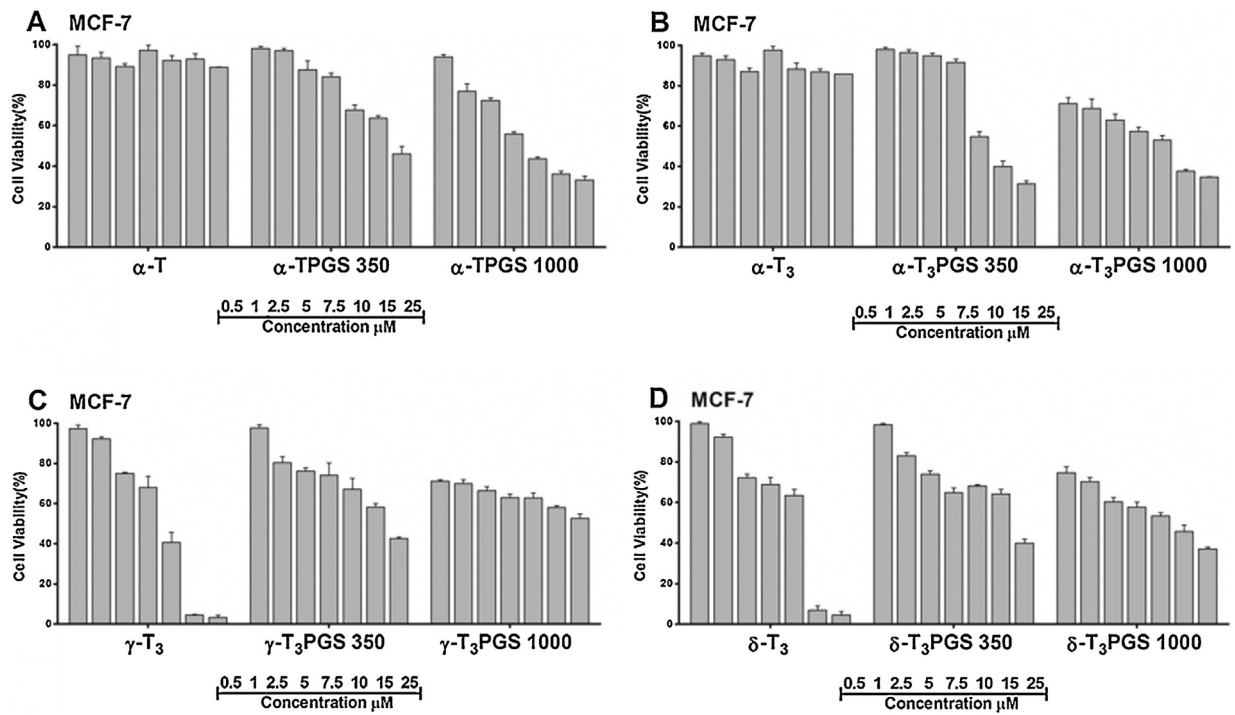 A MCF-7
Cell Viability(%)
100
80
60
40
20
0
α-T α-TPGS 350 α-TPGS 1000
0.5 1 2.5 5 7.5 10 15 25
Concentration μM
B MCF-7
Cell Viability(%)
100
80
60
40
20
0
α-T₃ α-T₃PGS 350 α-T₃PGS 1000
0.5 1 2.5 5 7.5 10 15 25
Concentration μM
C MCF-7
Cell Viability(%)
100
80
60
40
20
0
γ-T₃ γ-T₃PGS 350 γ-T₃PGS 1000
0.5 1 2.5 5 7.5 10 15 25
Concentration μM
D MCF-7
Cell Viability(%)
100
80
60
40
20
0
δ-T₃ δ-T₃PGS 350 δ-T₃PGS 1000
0.5 1 2.5 5 7.5 10 15 25
Concentration μM